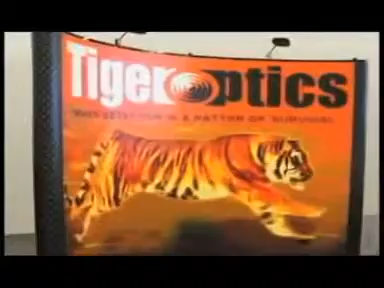 Tigeroptics
WHEN DETECTION IS A MATTER OF SURVIVAL